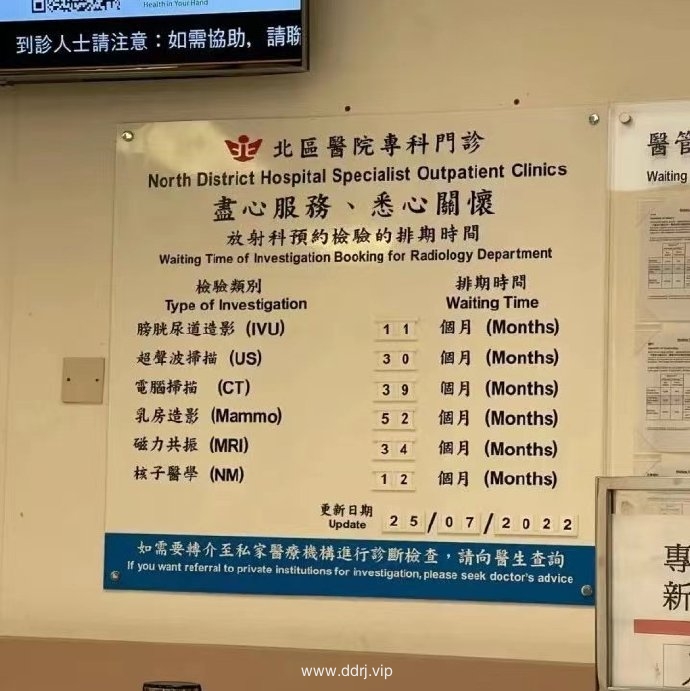 Health in Your Hand
到診人士請注意：如需協助，請聯
北區醫院專科門診
North District Hospital Specialist Outpatient Clinics
盡心服務、悉心關懷
放射科預約檢驗的排期時間
Waiting Time of Investigation Booking for Radiology Department
檢驗類別 排期時間
Type of Investigation Waiting Time
膀胱尿道造影 (IVU) 11 個月 (Months)
超聲波掃描 (US) 30 個月 (Months)
電腦掃描 (CT) 39 個月 (Months)
乳房造影 (Mammo) 52 個月 (Months)
磁力共振 (MRI) 34 個月 (Months)
核子醫學 (NM) 12 個月 (Months)
更新日期
Update 25/07/2022
如需要轉介至私家醫療機構進行診斷檢查，請向醫生查詢
If you want referral to private institutions for investigation, please seek doctor's advice
醫管
Waiting
專
新
www.ddrj.vip